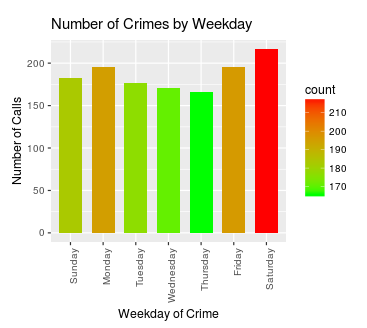 Number of Crimes by Weekday
Number of Calls
200
150
100
50
0
Sunday
Monday
Tuesday
Wednesday
Thursday
Friday
Saturday
Weekday of Crime
count
210
200
190
180
170